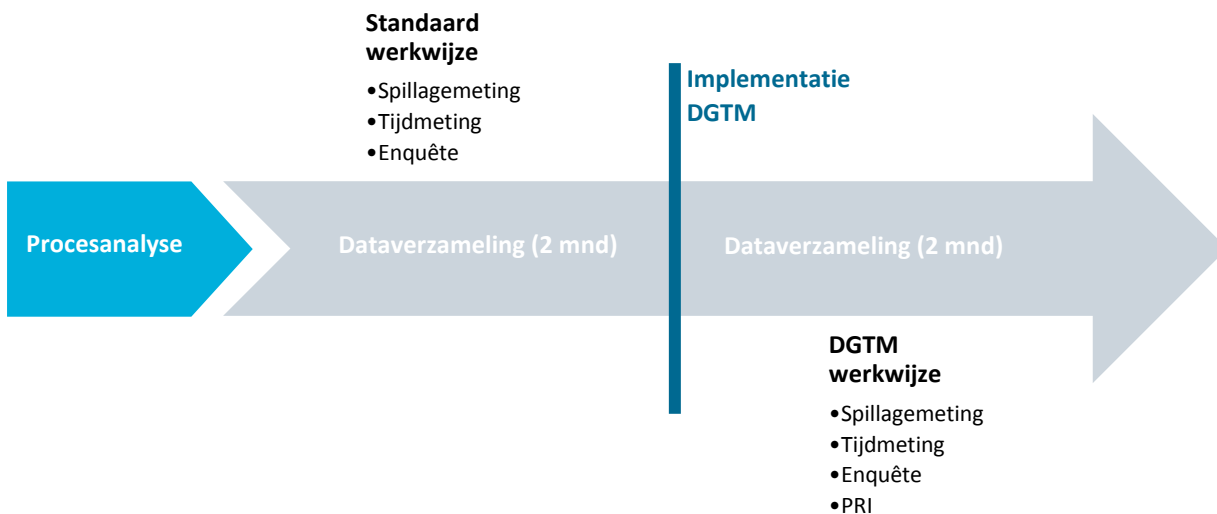 Standaard
werkwijze
•Spillagemeting
•Tijdmeting
•Enquête
Implementatie
DGTM
Procesanalyse
Dataverzameling (2 mnd)
Dataverzameling (2 mnd)
DGTM
werkwijze
•Spillagemeting
•Tijdmeting
•Enquête
•PRI